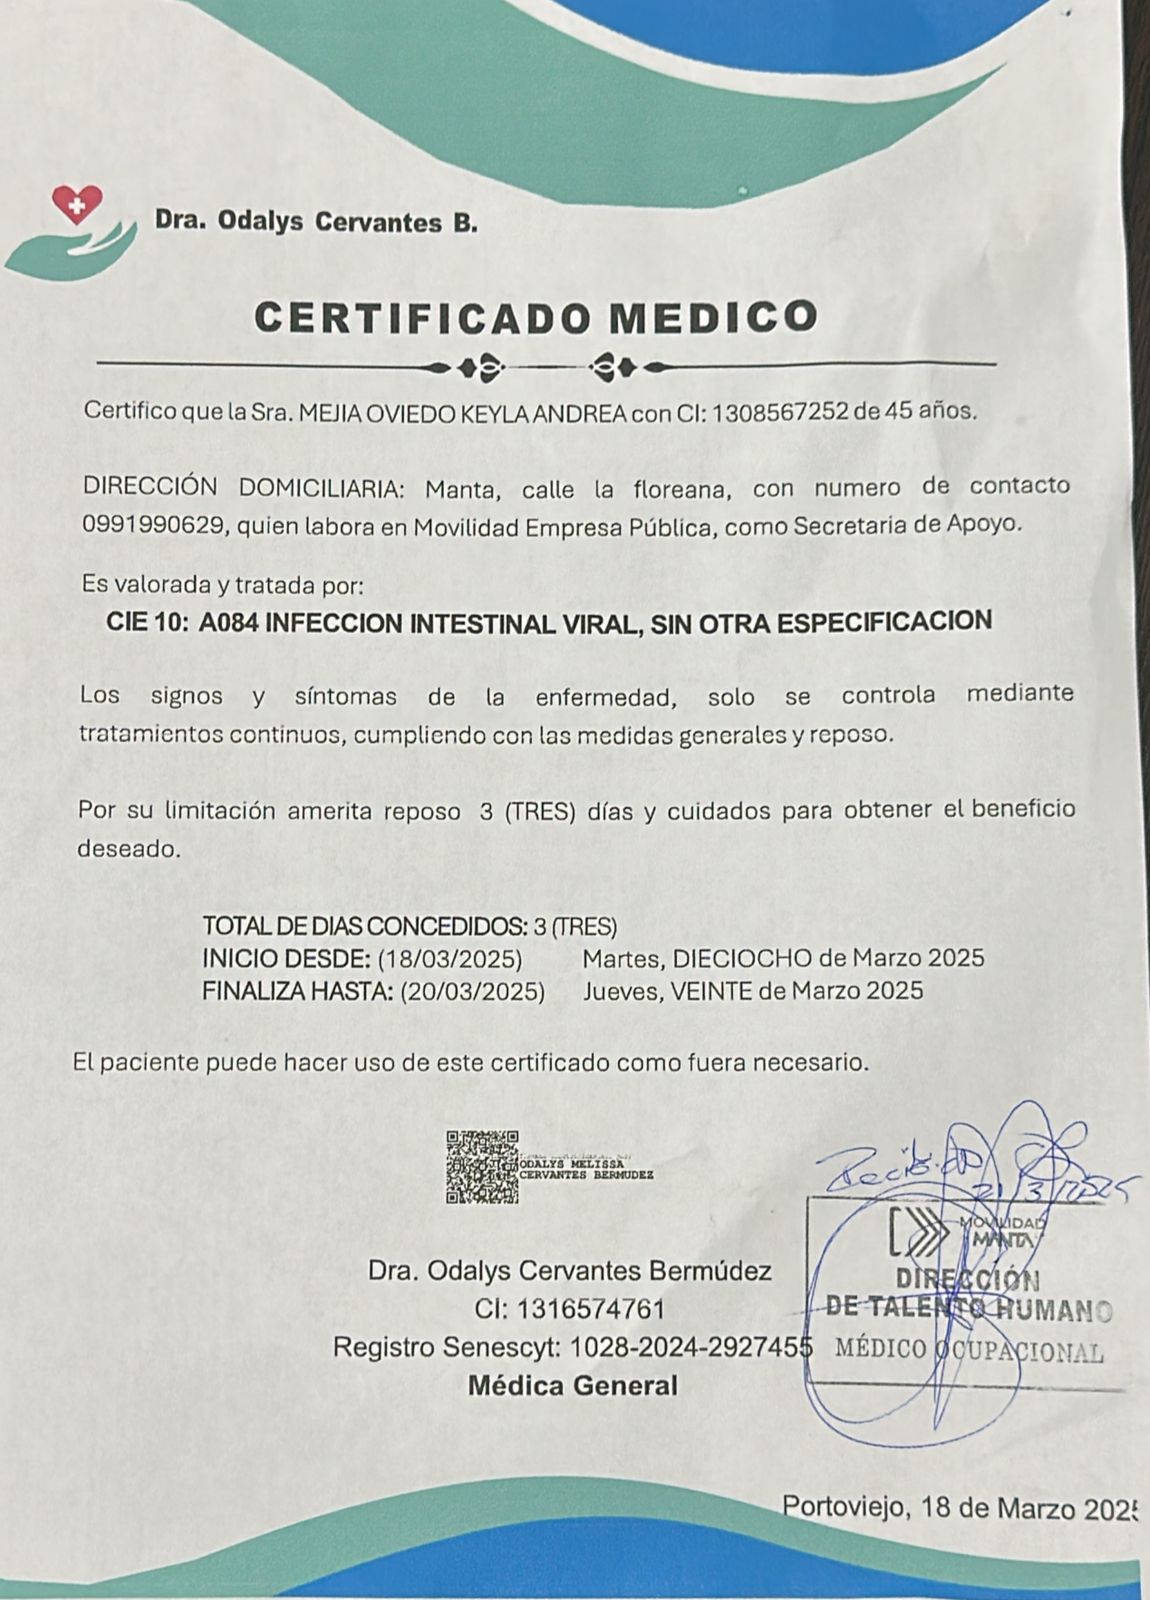 Dra. Odalys Cervantes B.
CERTIFICADO MEDICO
Certifico que la Sra. MEJIA OVIEDO KEYLA ANDREA con CI: 1308567252 de 45 años.
DIRECCIÓN DOMICILIARIA: Manta, calle la floreana, con numero de contacto
0991990629, quien labora en Movilidad Empresa Pública, como Secretaria de Apoyo.
Es valorada y tratada por:
CIE 10: A084 INFECCION INTESTINAL VIRAL, SIN OTRA ESPECIFICACION
Los signos y síntomas de la enfermedad, solo se controla mediante
tratamientos continuos, cumpliendo con las medidas generales y reposo.
Por su limitación amerita reposo 3 (TRES) días y cuidados para obtener el beneficio
deseado.
TOTAL DE DIAS CONCEDIDOS: 3 (TRES)
INICIO DESDE: (18/03/2025) Martes, DIECIOCHO de Marzo 2025
FINALIZA HASTA: (20/03/2025) Jueves, VEINTE de Marzo 2025
El paciente puede hacer uso de este certificado como fuera necesario.
ODALYS MELISSA
CERVANTES BERMUDEZ
Recibido
21/3/2025
MOVILIDAD
MANTA
DIRECCIÓN
DE TALENTO HUMANO
MÉDICO OCUPACIONAL
Dra. Odalys Cervantes Bermúdez
CI: 1316574761
Registro Senescyt: 1028-2024-2927455
Médica General
Portoviejo, 18 de Marzo 2025